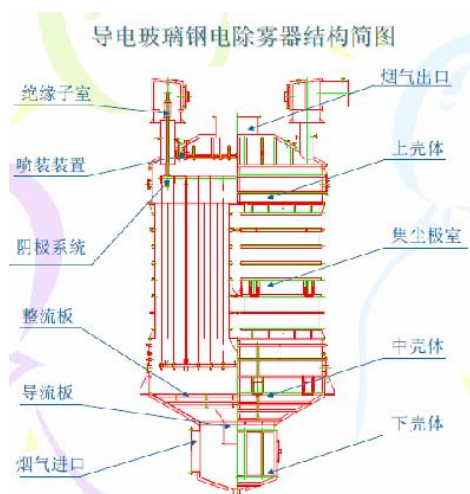 导电玻璃钢电除雾器结构简图
绝缘子室
烟气出口
喷装装置
上壳体
阴极系统
集尘极室
整流板
中壳体
导流板
下壳体
烟气进口